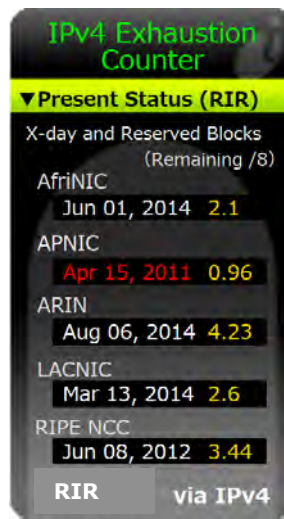 IPv4 Exhaustion
Counter
▼Present Status (RIR)
X-day and Reserved Blocks
(Remaining /8)
AfriNIC
Jun 01, 2014 2.1
APNIC
Apr 15, 2011 0.96
ARIN
Aug 06, 2014 4.23
LACNIC
Mar 13, 2014 2.6
RIPE NCC
Jun 08, 2012 3.44
RIR via IPv4